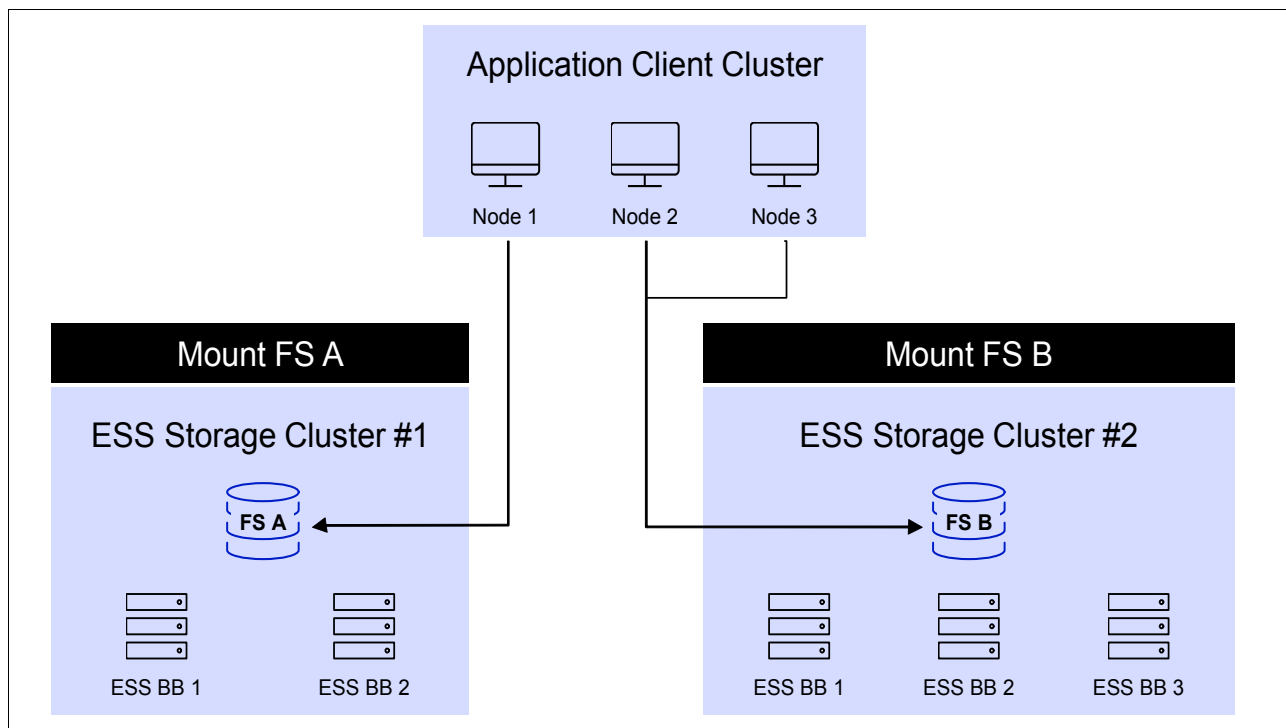 Application Client Cluster
Node 1
Node 2
Node 3
Mount FS A
ESS Storage Cluster #1
FS A
ESS BB 1
ESS BB 2
Mount FS B
ESS Storage Cluster #2
FS B
ESS BB 1
ESS BB 2
ESS BB 3